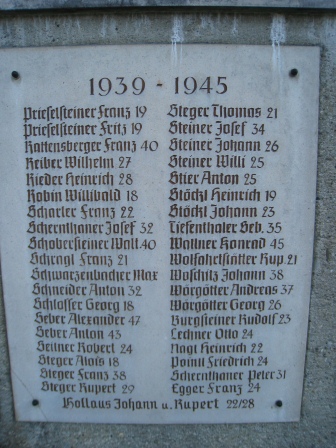 1939 - 1945
Prieselsteiner Franz 19
Prieselsteiner Fritz 19
Rattensberger Franz 40
Reiber Wilhelm 27
Rieder Heinrich 28
Robin Willibald 18
Scharler Franz 22
Schernthaner Josef 32
Schobersteiner Walt. 40
Schragl Franz 21
Schwarzenbacher Max
Schneider Anton 32
Schlosser Georg 18
Seber Alexander 47
Seber Anton 43
Seitner Robert 24
Steger Alois 18
Steger Franz 38
Steger Rupert 29
Steger Thomas 21
Steiner Josef 34
Steiner Johann 26
Steiner Willi 25
Stier Anton 25
Stöckl Heinrich 19
Stöckl Johann 23
Tiefenthaler Seb. 35
Wallner Konrad 45
Wolfahrtstätter Rup. 21
Woschitz Johann 38
Wörgötter Andreas 37
Wörgötter Georg 26
Burgsteiner Rudolf 23
Lechner Otto 24
Nagl Heinrich 22
Pointl Friedrich 24
Schernthaner Peter 31
Egger Franz 24
Hollaus Johann u. Rupert 22/28